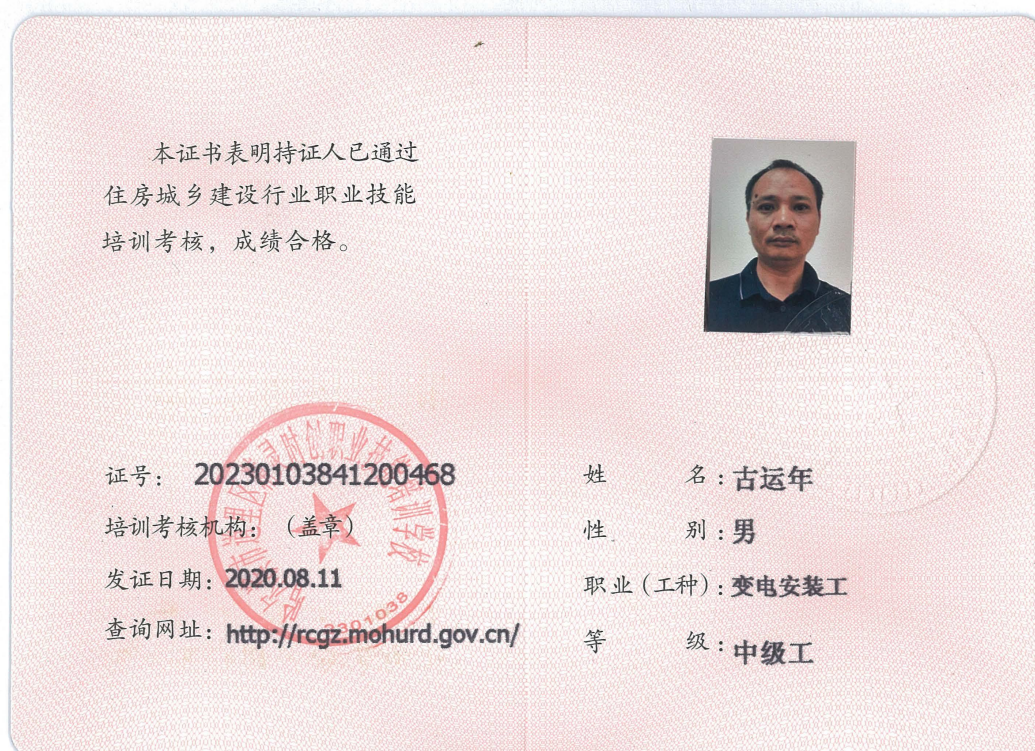 本证书表明持证人已通过
住房城乡建设行业职业技能
培训考核，成绩合格。
证号： 20230103841200468
培训考核机构：（盖章）
发证日期：2020.08.11
查询网址：http://rcgz.mohurd.gov.cn/
2301038
姓 名：古运年
性 别：男
职业（工种）：变电安装工
等 级：中级工